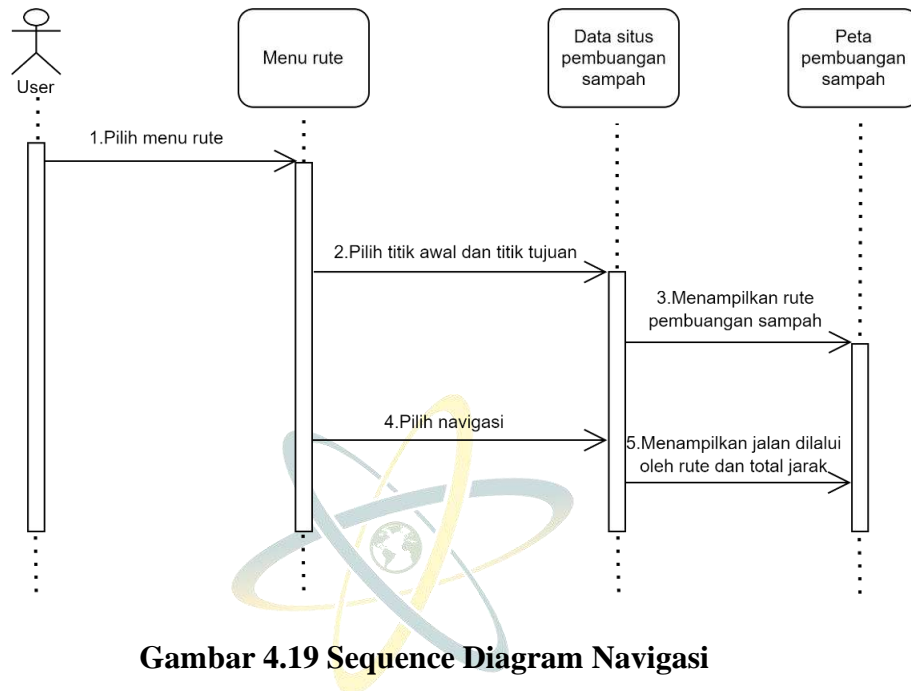 User
Menu rute
Data situs
pembuangan
sampah
Peta
pembuangan
sampah
1.Pilih menu rute
2.Pilih titik awal dan titik tujuan
3.Menampilkan rute
pembuangan sampah
4.Pilih navigasi
5.Menampilkan jalan dilalui
oleh rute dan total jarak
Gambar 4.19 Sequence Diagram Navigasi